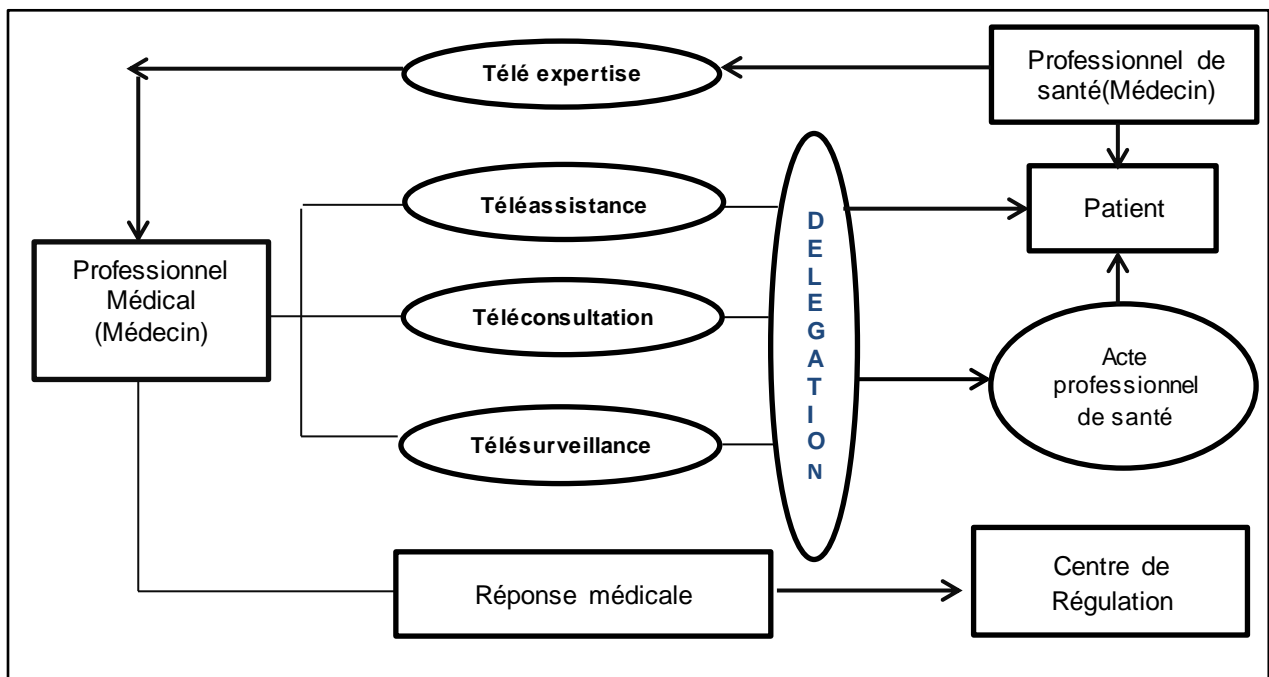 Télé expertise
Professionnel de
santé(Médecin)
Téléassistance
Patient
Professionnel
Médical
(Médecin)
Téléconsultation
DELEGATION
Acte
professionnel
de santé
Télésurveillance
Réponse médicale
Centre de
Régulation